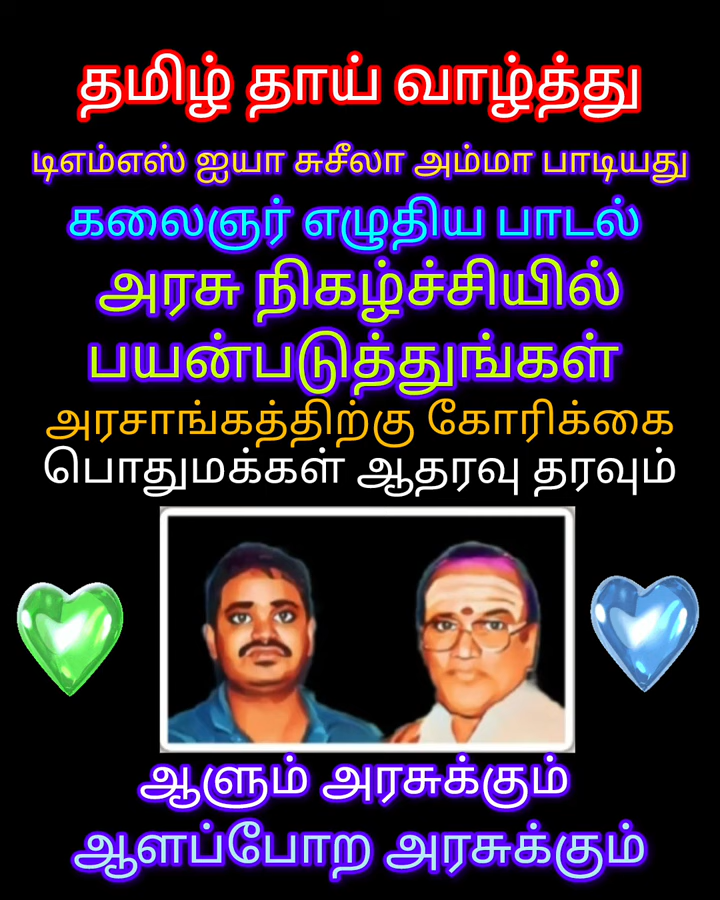 தமிழ் தாய் வாழ்த்து
டிஎம்எஸ் ஐயா சுசீலா அம்மா பாடியது
கலைஞர் எழுதிய பாடல்
அரசு நிகழ்ச்சியில்
பயன்படுத்துங்கள்
அரசாங்கத்திற்கு கோரிக்கை
பொதுமக்கள் ஆதரவு தரவும்
ஆளும் அரசுக்கும்
ஆளப்போற அரசுக்கும்